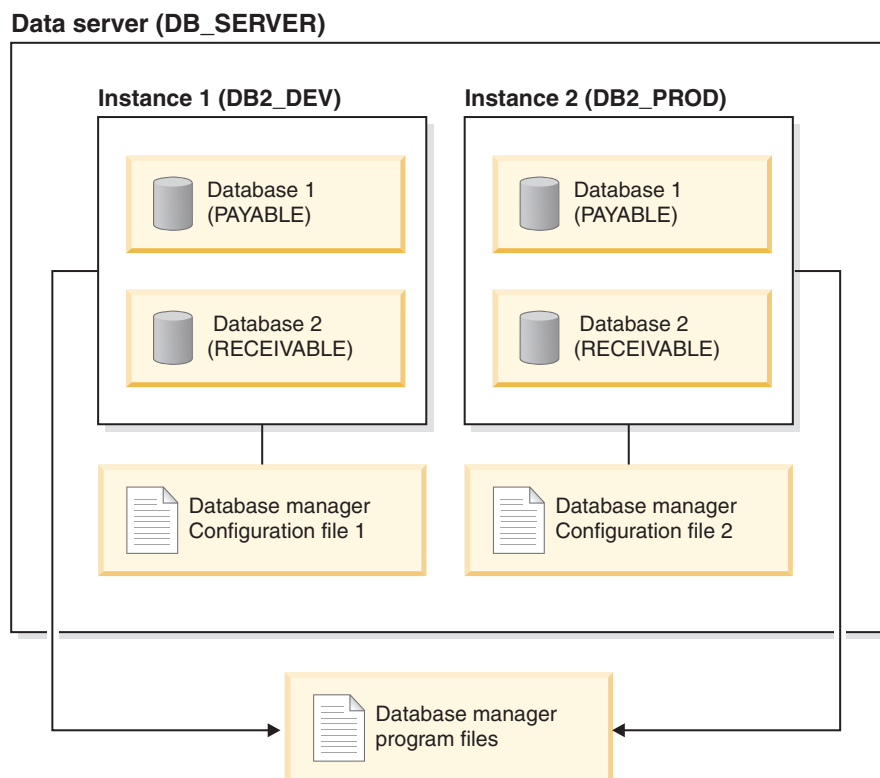 Data server (DB_SERVER)
Instance 1 (DB2_DEV)
Database 1
(PAYABLE)
Database 2
(RECEIVABLE)
Database manager
Configuration file 1
Instance 2 (DB2_PROD)
Database 1
(PAYABLE)
Database 2
(RECEIVABLE)
Database manager
Configuration file 2
Database manager
program files